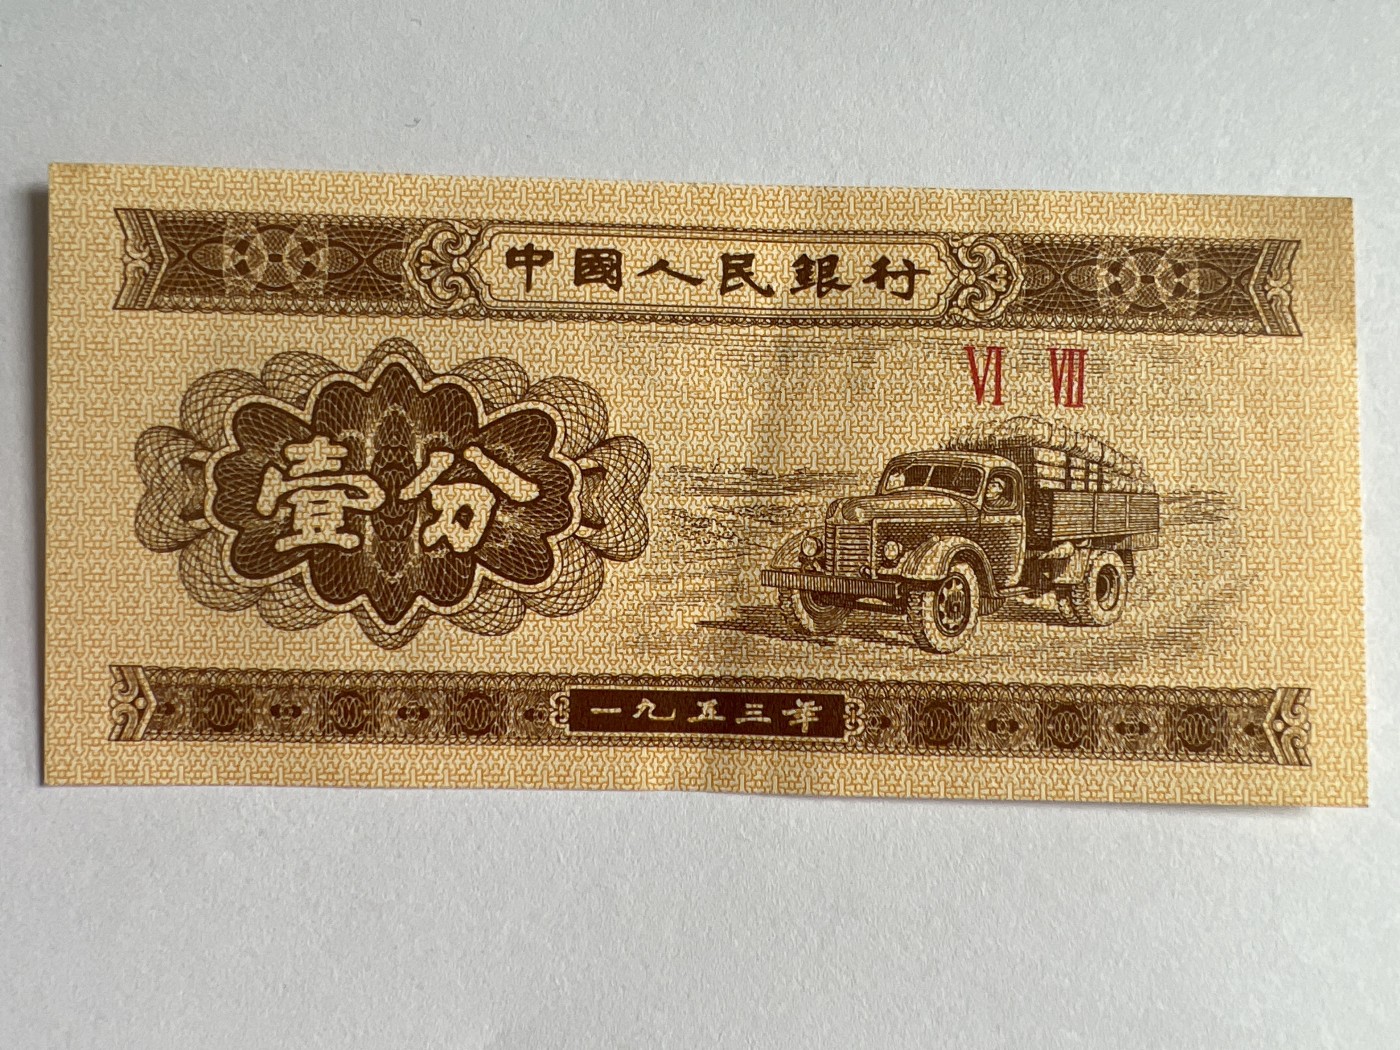 中國人民銀行
Ⅵ Ⅶ
壹分
一九五三年